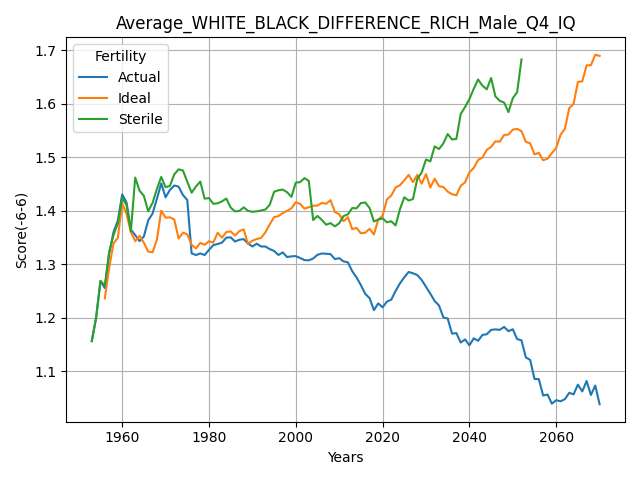 Average_WHITE_BLACK_DIFFERENCE_RICH_Male_Q4_IQ
Fertility
Actual
Ideal
Sterile
Score(-6-6)
1.7
1.6
1.5
1.4
1.3
1.2
1.1
1960 1980 2000 2020 2040 2060
Years